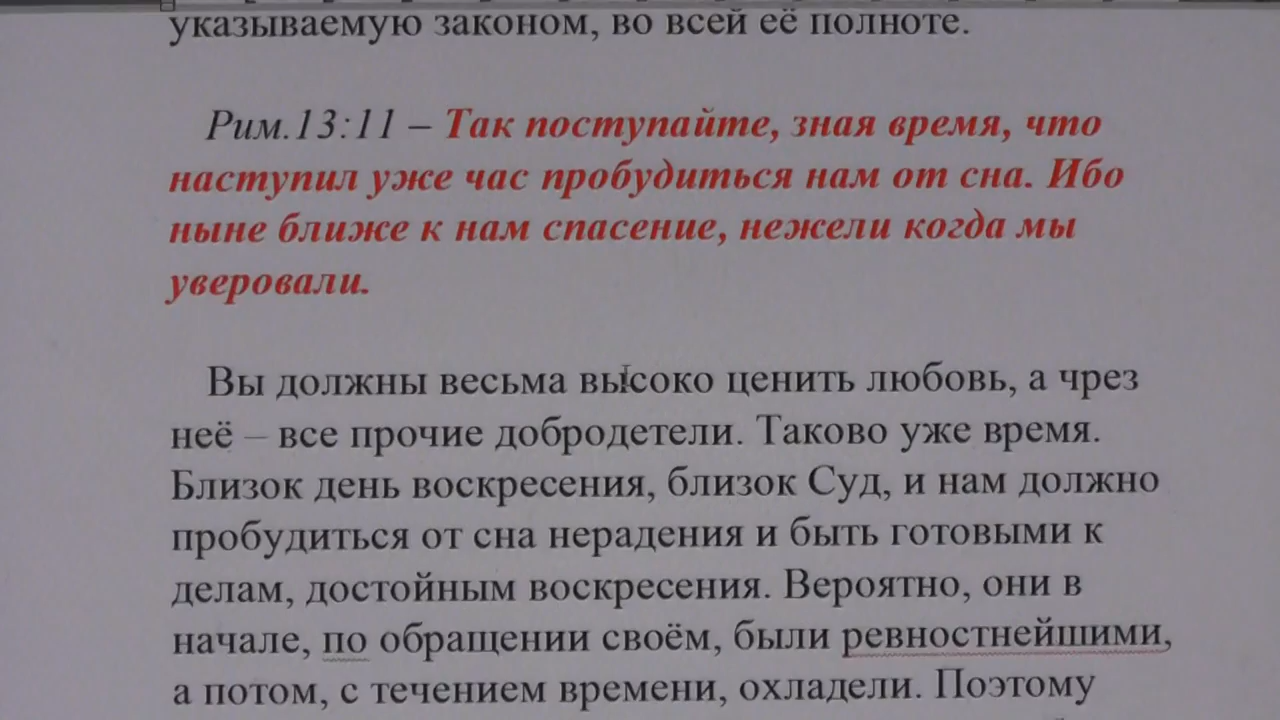 указываемую законом, во всей её полноте.
Рим.13:11 – Так поступайте, зная время, что
наступил уже час пробудиться нам от сна. Ибо
ныне ближе к нам спасение, нежели когда мы
уверовали.
Вы должны весьма высоко ценить любовь, а чрез
неё – все прочие добродетели. Таково уже время.
Близок день воскресения, близок Суд, и нам должно
пробудиться от сна нерадения и быть готовыми к
делам, достойным воскресения. Вероятно, они в
начале, по обращении своём, были ревностнейшими,
а потом, с течением времени, охладели. Поэтому